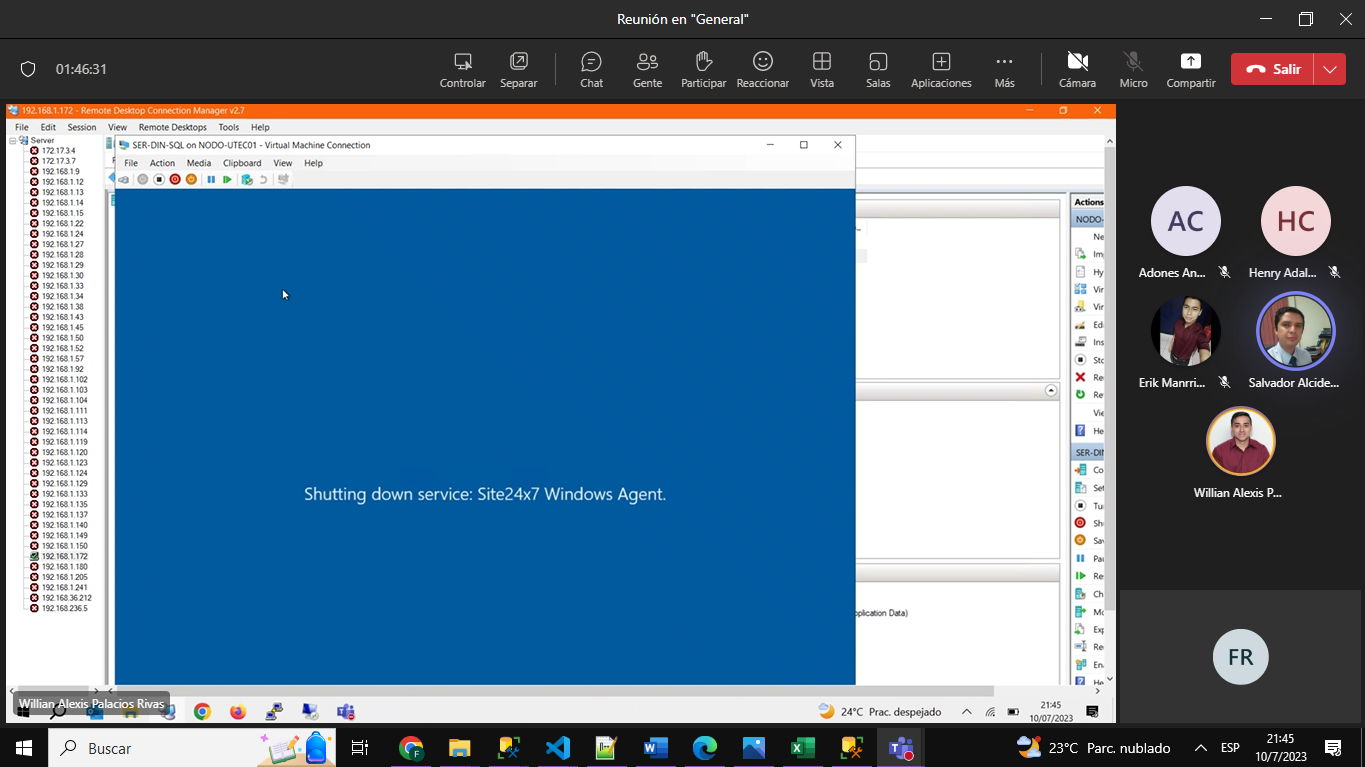 Reunión en "General"
01:46:31
Controlar
Separar
Chat
Gente
Participar
Reaccionar
Vista
Salas
Aplicaciones
Más
Cámara
Micro
Compartir
Salir
192.168.1.172 - Remote Desktop Connection Manager v2.7
File Edit Session View Remote Desktops Tools Help
Server
172.17.3.4
172.17.3.7
192.168.1.9
192.168.1.12
192.168.1.13
192.168.1.14
192.168.1.15
192.168.1.22
192.168.1.24
192.168.1.27
192.168.1.28
192.168.1.29
192.168.1.30
192.168.1.33
192.168.1.34
192.168.1.38
192.168.1.43
192.168.1.45
192.168.1.50
192.168.1.52
192.168.1.57
192.168.1.92
192.168.1.102
192.168.1.103
192.168.1.104
192.168.1.111
192.168.1.113
192.168.1.114
192.168.1.119
192.168.1.120
192.168.1.123
192.168.1.124
192.168.1.129
192.168.1.133
192.168.1.135
192.168.1.137
192.168.1.140
192.168.1.149
192.168.1.150
192.168.1.172
192.168.1.180
192.168.1.205
192.168.1.241
192.168.36.212
192.168.236.5
SER-DIN-SQL on NODO-UTEC01 - Virtual Machine Connection
File Action Media Clipboard View Help
Shutting down service: Site24x7 Windows Agent.
plication Data)
Actions
NODO-
Ne
Imp
Hy
Vir
Vir
Edi
Ins
Sto
Re
Re
Vie
He
SER-DIN
Co
Set
Tu
Sh
Sav
Pa
Re
Ch
Mo
Exp
Re
En
He
Willian Alexis Palacios Rivas
24°C Prac. despejado
21:45
10/07/2023
AC
Adones An...
HC
Henry Adal...
Erik Manrri...
Salvador Alcide...
Willian Alexis P...
FR
Buscar
23°C Parc. nublado
ESP
21:45
10/7/2023